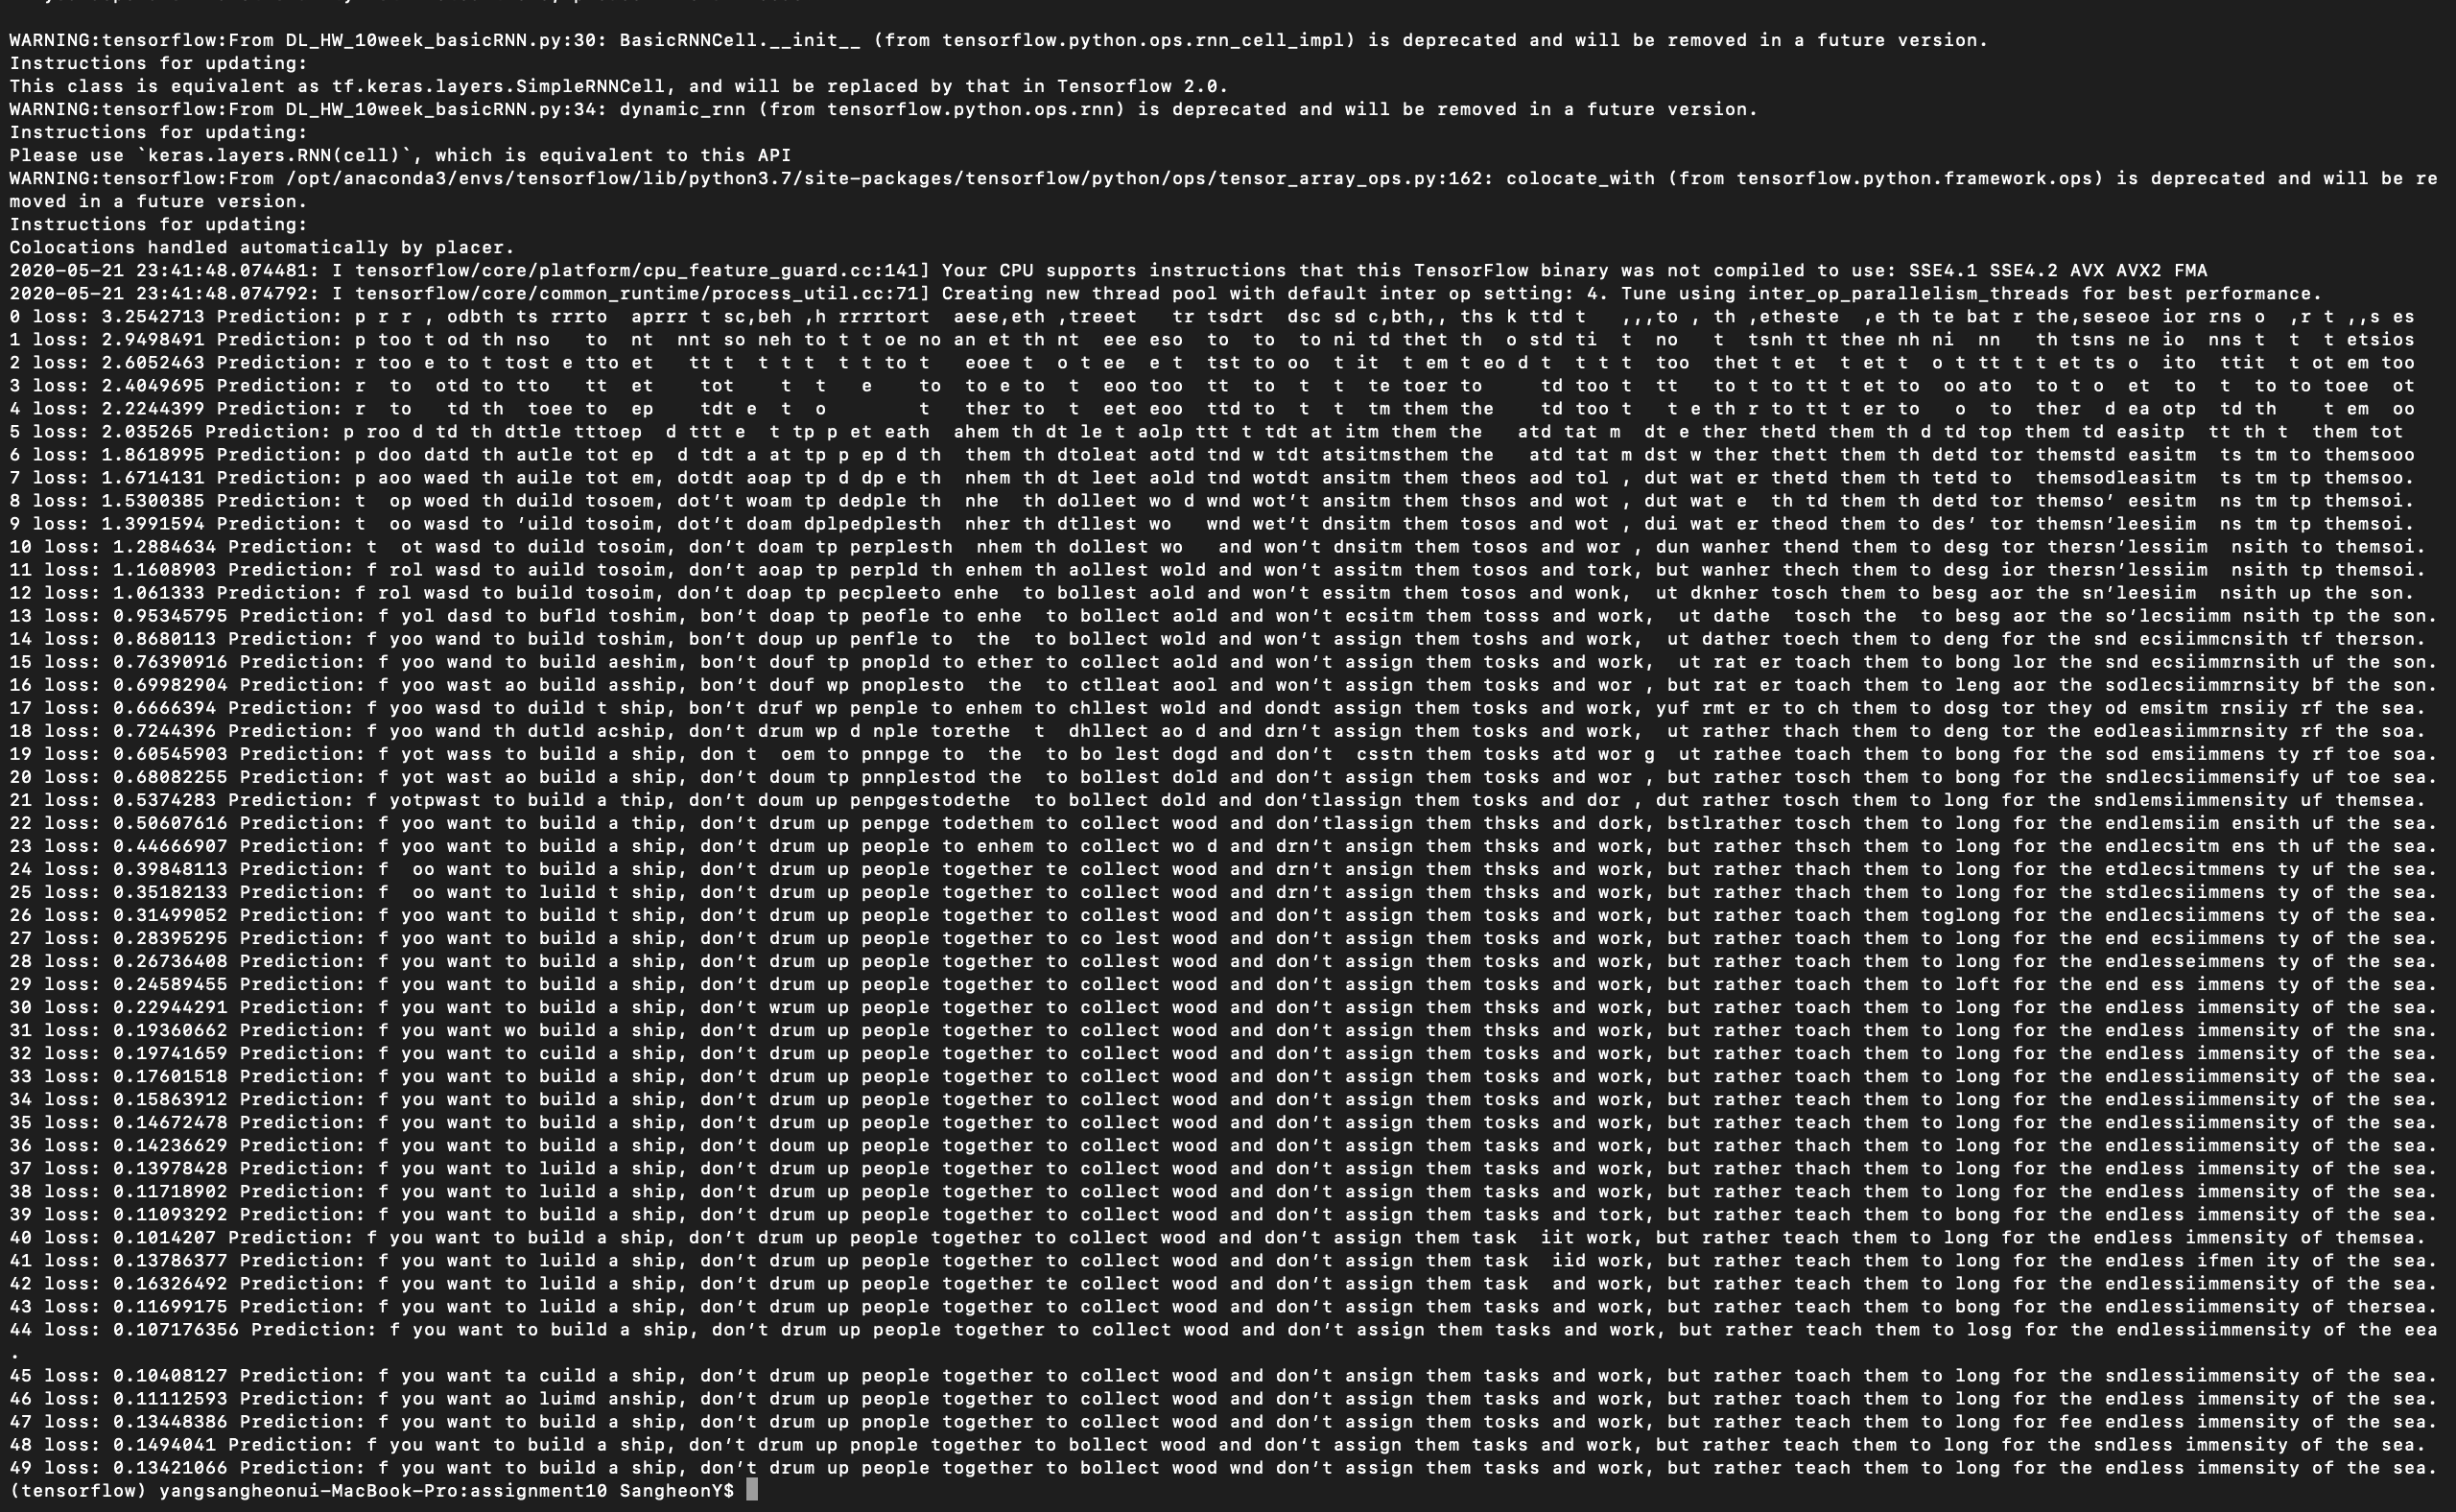 WARNING:tensorflow:From DL_HW_10week_basicRNN.py:30: BasicRNNCell.__init__ (from tensorflow.python.ops.rnn_cell_impl) is deprecated and will be removed in a future version.
Instructions for updating:
This class is equivalent as tf.keras.layers.SimpleRNNCell, and will be replaced by that in Tensorflow 2.0.
WARNING:tensorflow:From DL_HW_10week_basicRNN.py:34: dynamic_rnn (from tensorflow.python.ops.rnn) is deprecated and will be removed in a future version.
Instructions for updating:
Please use `keras.layers.RNN(cell)`, which is equivalent to this API
WARNING:tensorflow:From /opt/anaconda3/envs/tensorflow/lib/python3.7/site-packages/tensorflow/python/ops/tensor_array_ops.py:162: colocate_with (from tensorflow.python.framework.ops) is deprecated and will be re
moved in a future version.
Instructions for updating:
Colocations handled automatically by placer.
2020-05-21 23:41:48.074481: I tensorflow/core/platform/cpu_feature_guard.cc:141] Your CPU supports instructions that this TensorFlow binary was not compiled to use: SSE4.1 SSE4.2 AVX AVX2 FMA
2020-05-21 23:41:48.074792: I tensorflow/core/common_runtime/process_util.cc:71] Creating new thread pool with default inter op setting: 4. Tune using inter_op_parallelism_threads for best performance.
0 loss: 3.2542713 Prediction: p r r , odbth ts rrrto  aprrr t sc,beh ,h rrrrtort  aese,eth ,treeet   tr tsdrt  dsc sd c,bth,, ths k ttd t   ,,,to , th ,etheste  ,e th te bat r the,seseoe ior rns o  ,r t ,,s es
1 loss: 2.9498491 Prediction: p too t od th nso   to  nt  nnt so neh to t t oe no an et th nt  eee eso  to  to  to ni td thet th  o std ti  t  no   t  tsnh tt thee nh ni  nn   th tsns ne io  nns t  t  t etsios
2 loss: 2.6052463 Prediction: r too e to t tost e tto et   tt t  t t t  t t to t   eoee t  o t ee  e t  tst to oo  t it  t em t eo d t  t t t  too   thet t et  t et t  o t tt t t et ts o  ito  ttit  t ot em too
3 loss: 2.4049695 Prediction: r  to  otd to tto   tt  et    tot    t  t   e    to  to e to  t  eoo too  tt  to  t  t  te toer to     td too t  tt   to t to tt t et to  oo ato  to t o  et  to  t  to to toee  ot
4 loss: 2.2244399 Prediction: r  to   td th  toee to  ep    tdt e  t o        t   ther to  t  eet eoo  ttd to  t  t  tm them the    td too t   t e th r to tt t er to   o  to  ther  d ea otp  td th    t em  oo
5 loss: 2.035265 Prediction: p roo d td th dttle tttoep  d ttt e  t tp p et eath  ahem th dt le t aolp ttt t tdt at itm them the   atd tat m  dt e ther thetd them th d td top them td easitp  tt th t  them tot
6 loss: 1.8618995 Prediction: p doo datd th autle tot ep  d tdt a at tp p ep d th  them th dtoleat aotd tnd w tdt atsitmsthem the   atd tat m dst w ther thett them th detd tor themstd easitm  ts tm to themsooo
7 loss: 1.6714131 Prediction: p aoo waed th auile tot em, dotdt aoap tp d dp e th  nhem th dt leet aold tnd wotdt ansitm them theos aod tol , dut wat er thetd them th tetd to  themsodleasitm  ts tm tp themsoo.
8 loss: 1.5300385 Prediction: t  op woed th duild tosoem, dot’t woam tp dedple th  nhe  th dolleet wo d wnd wot’t ansitm them thsos and wot , dut wat e  th td them th detd tor themso’ eesitm  ns tm tp themsoi.
9 loss: 1.3991594 Prediction: t  oo wasd to ’uild tosoim, dot’t doam dplpedplesth  nher th dtllest wo  wnd wet’t dnsitm them tosos and wot , dui wat er theod them to des’ tor themsn’leesiim  ns tm tp themsoi.
10 loss: 1.2884634 Prediction: t  ot wasd to duild tosoim, don’t doam tp perplesth  nhem th dollest wo   and won’t dnsitm them tosos and wor , dun wanher thend them to desg tor thersn’lessiim  nsith to themsoi.
11 loss: 1.1608903 Prediction: f rol wasd to auild tosoim, don’t aoap tp perpld th enhem th aollest wold and won’t assitm them tosos and tork, but wanher thech them to desg ior thersn’lessiim  nsith tp themsoi.
12 loss: 1.061333 Prediction: f rol wasd to build tosoim, don’t doap tp pecpleeto enhe  to bollest aold and won’t essitm them tosos and wonk,  ut dknher tosch them to besg aor the sn’leesiim  nsith up the son.
13 loss: 0.95345795 Prediction: f yol dasd to bufld toshim, bon’t doap tp peofle to enhe  to bollect aold and won’t ecsitm them tosss and work,  ut dathe  tosch the  to besg aor the so’lecsiimm nsith tp the son.
14 loss: 0.8680113 Prediction: f yoo wand to build toshim, bon’t doup up penfle to  the  to bollect wold and won’t assign them toshs and work,  ut dather toech them to deng for the snd ecsiimmcnsith tf therson.
15 loss: 0.76390916 Prediction: f yoo wand to build aeshim, bon’t douf tp pnopld to ether to collect aold and won’t assign them tosks and work,  ut rat er toach them to bong lor the snd ecsiimmrnsith uf the son.
16 loss: 0.69982904 Prediction: f yoo wast ao build asship, bon’t douf wp pnoplesto  the  to ctlleat aool and won’t assign them tosks and wor , but rat er toach them to leng aor the sodlecsiimmrnsity bf the son.
17 loss: 0.6666394 Prediction: f yoo wasd to duild t ship, bon’t druf wp penple to enhem to chllest wold and dondt assign them tosks and work, yuf rmt er to ch them to dosg tor they od emsitm rnsiiy rf the sea.
18 loss: 0.7244396 Prediction: f yoo wand th dutld acship, don’t drum wp d nple torethe  t  dhllect ao d and drn’t assign them tosks and work,  ut rather thach them to deng tor the eodleasiimmrnsity rf the soa.
19 loss: 0.60545903 Prediction: f yot wass to build a ship, don t  oem to pnnpge to  the  to bo lest dogd and don’t  csstn them tosks atd wor g  ut rathee toach them to bong for the sod emsiimmens ty rf toe soa.
20 loss: 0.68082255 Prediction: f yot wast ao build a ship, don’t doum to pnnplestod the  to bollest dold and don’t assign them tosks and wor , but rather tosch them to bong for the sndlecsiimmensify uf toe sea.
21 loss: 0.5374283 Prediction: f yotpwast to build a thip, don’t doum up penpgestodethe  to bollect dold and don’tlassign them tosks and dor , dut rather tosch them to long for the sndlemsiimmensity uf themsea.
22 loss: 0.50607616 Prediction: f yoo want to build a thip, don’t drum up penpge todethem to collect wood and don’tlassign them thsks and dork, bstlrather tosch them to long for the endlemsiim ensith uf the sea.
23 loss: 0.44666907 Prediction: f yoo want to build a ship, don’t drum up people to enhem to collect wo d and drn’t ansign them thsks and work, but rather thsch them to long for the endlecsitm ens th uf the sea.
24 loss: 0.39848113 Prediction: f  oo want to build a ship, don’t drum up people together te collect wood and drn’t ansign them thsks and work, but rather thach them to long for the etdlecsitmmens ty uf the sea.
25 loss: 0.35182133 Prediction: f  oo want to luild t ship, don’t drum up people together to collect wood and drn’t assign them thsks and work, but rather thach them to long for the stdlecsiimmens ty of the sea.
26 loss: 0.31499052 Prediction: f yoo want to build t ship, don’t drum up people together to collest wood and don’t assign them tosks and work, but rather toach them toglong for the endlecsiimmens ty of the sea.
27 loss: 0.28395295 Prediction: f yoo want to build a ship, don’t drum up people together to co lest wood and don’t assign them tosks and work, but rather toach them to long for the end ecsiimmens ty of the sea.
28 loss: 0.26736408 Prediction: f you want to build a ship, don’t drum up people together to collest wood and don’t assign them tosks and work, but rather toach them to long for the endlesseimmens ty of the sea.
29 loss: 0.24589455 Prediction: f you want to build a ship, don’t drum up people together to collect wood and don’t assign them tosks and work, but rather toach them to loft for the end ess immens ty of the sea.
30 loss: 0.22944291 Prediction: f you want to build a ship, don’t wrum up people together to collect wood and don’t assign them thsks and work, but rather toach them to long for the endless immensity of the sea.
31 loss: 0.19360662 Prediction: f you want wo build a ship, don’t drum up people together to collect wood and don’t assign them thsks and work, but rather toach them to long for the endless immensity of the sna.
32 loss: 0.19741659 Prediction: f you want to cuild a ship, don’t drum up people together to collect wood and don’t assign them tosks and work, but rather toach them to long for the endless immensity of the sea.
33 loss: 0.17601518 Prediction: f you want to build a ship, don’t drum up people together to collect wood and don’t assign them tosks and work, but rather toach them to long for the endlessiimmensity of the sea.
34 loss: 0.15863912 Prediction: f you want to build a ship, don’t drum up people together to collect wood and don’t assign them tosks and work, but rather toach them to long for the endlessiimmensity of the sea.
35 loss: 0.14672478 Prediction: f you want to build a ship, don’t drum up people together to collect wood and don’t assign them tosks and work, but rather toach them to long for the endlessiimmensity of the sea.
36 loss: 0.14236629 Prediction: f you want to build a ship, don’t doum up people together to collect wood and don’t assign them tasks and work, but rather thach them to long for the endlessiimmensity of the sea.
37 loss: 0.13978428 Prediction: f you want to luild a ship, don’t drum up people together to collect wood and don’t assign them tasks and work, but rather thach them to long for the endless immensity of the sea.
38 loss: 0.11718902 Prediction: f you want to luild a ship, don’t drum up people together to collect wood and don’t assign them tasks and work, but rather teach them to long for the endless immensity of the sea.
39 loss: 0.11093292 Prediction: f you want to build a ship, don’t drum up people together to collect wood and don’t assign them tasks and tork, but rather teach them to bong for the endless immensity of the sea.
40 loss: 0.1014207 Prediction: f you want to build a ship, don’t drum up people together to collect wood and don’t assign them task  iit work, but rather teach them to long for the endless immensity of themsea.
41 loss: 0.13786377 Prediction: f you want to luild a ship, don’t drum up people together to collect wood and don’t assign them task  iid work, but rather teach them to long for the endless ifmen ity of the sea.
42 loss: 0.16326492 Prediction: f you want to luild a ship, don’t drum up people together te collect wood and don’t assign them task  and work, but rather teach them to long for the endlessiimmensity of the sea.
43 loss: 0.11699175 Prediction: f you want to luild a ship, don’t drum up people together to collect wood and don’t assign them tasks and work, but rather teach them to bong for the endlessiimmensity of thersea.
44 loss: 0.107176356 Prediction: f you want to build a ship, don’t drum up people together to collect wood and don’t assign them tasks and work, but rather teach them to losg for the endlessiimmensity of the eea
.
45 loss: 0.10408127 Prediction: f you want ta cuild a ship, don’t drum up people together to collect wood and don’t ansign them tasks and work, but rather toach them to long for the sndlessiimmensity of the sea.
46 loss: 0.11112593 Prediction: f you want ao luimd anship, don’t drum up people together to collect wood and don’t assign them tasks and work, but rather teach them to long for the endless immensity of the sea.
47 loss: 0.13448386 Prediction: f you want to build a ship, don’t drum up pnople together to collect wood and don’t assign them tosks and work, but rather teach them to long for fee endless immensity of the sea.
48 loss: 0.1494041 Prediction: f you want to build a ship, don’t drum up pnople together to bollect wood and don’t assign them tasks and work, but rather teach them to long for the sndless immensity of the sea.
49 loss: 0.13421066 Prediction: f you want to build a ship, don’t drum up people together to bollect wood wnd don’t assign them tasks and work, but rather teach them to long for the endless immensity of the sea.
(tensorflow) yangsangheonui-MacBook-Pro:assignment10 SangheonY$